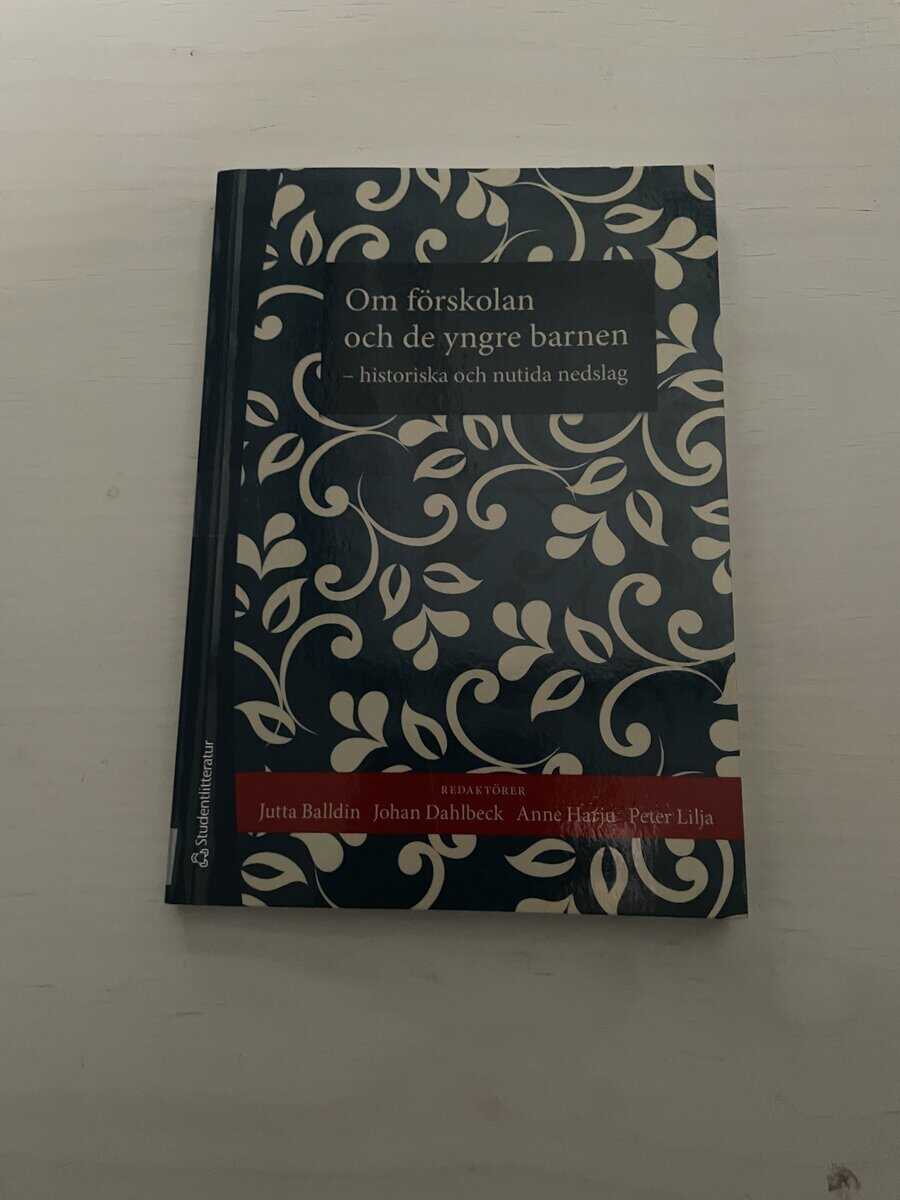 Om förskolan
och de yngre barnen
– historiska och nutida nedslag
REDAKTÖRER
Jutta Balldin Johan Dahlbeck Anne Harju Peter Lilja
Studentlitteratur